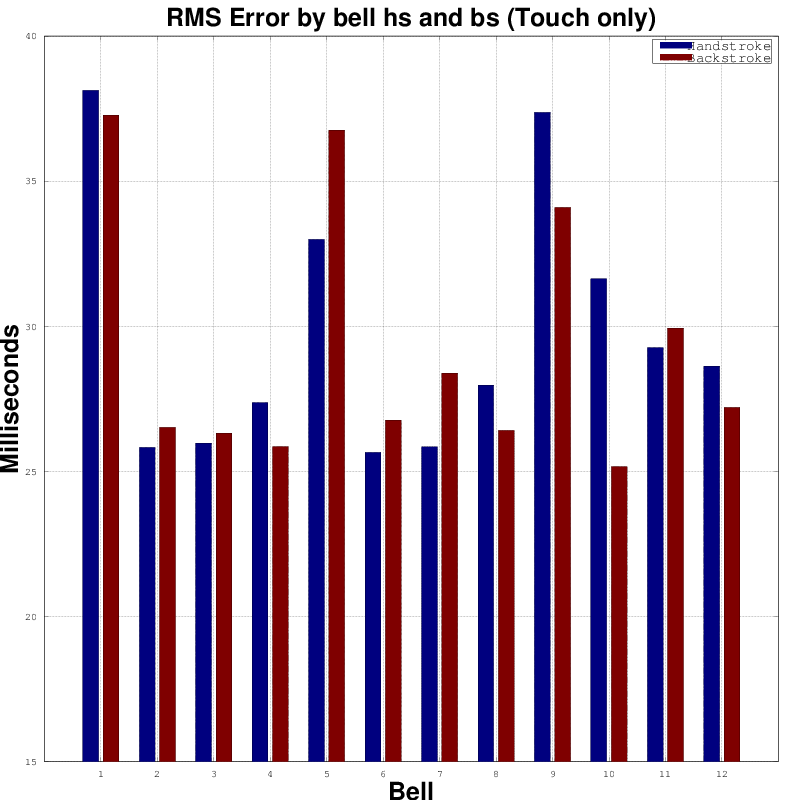 RMS Error by bell hs and bs (Touch only)
Handstroke
Backstroke
40
35
30
25
20
15
Milliseconds
1 2 3 4 5 6 7 8 9 10 11 12
Bell